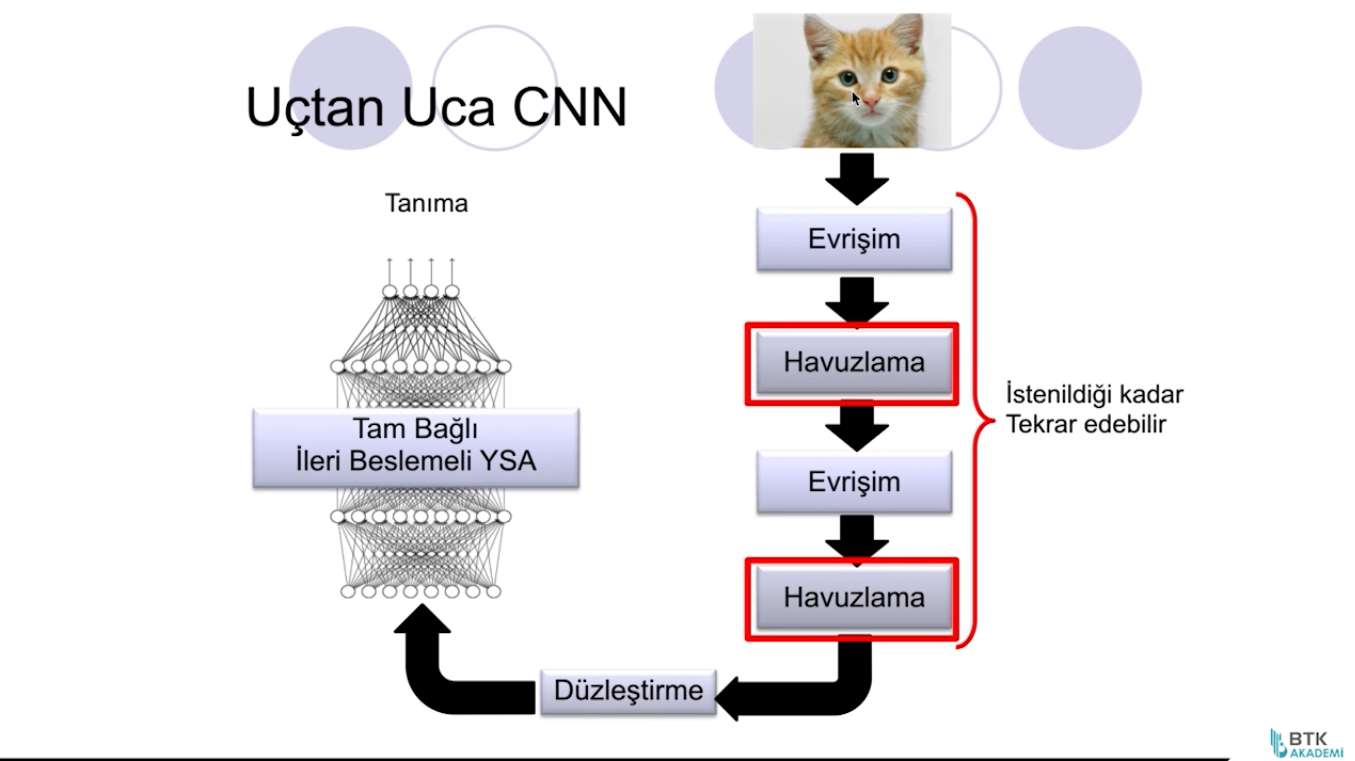 Uçtan Uca CNN
Tanıma
Tam Bağlı
İleri Beslemeli YSA
Evrişim
Havuzlama
Evrişim
Havuzlama
İstenildiği kadar
Tekrar edebilir
Düzleştirme
BTK
AKADEMİ